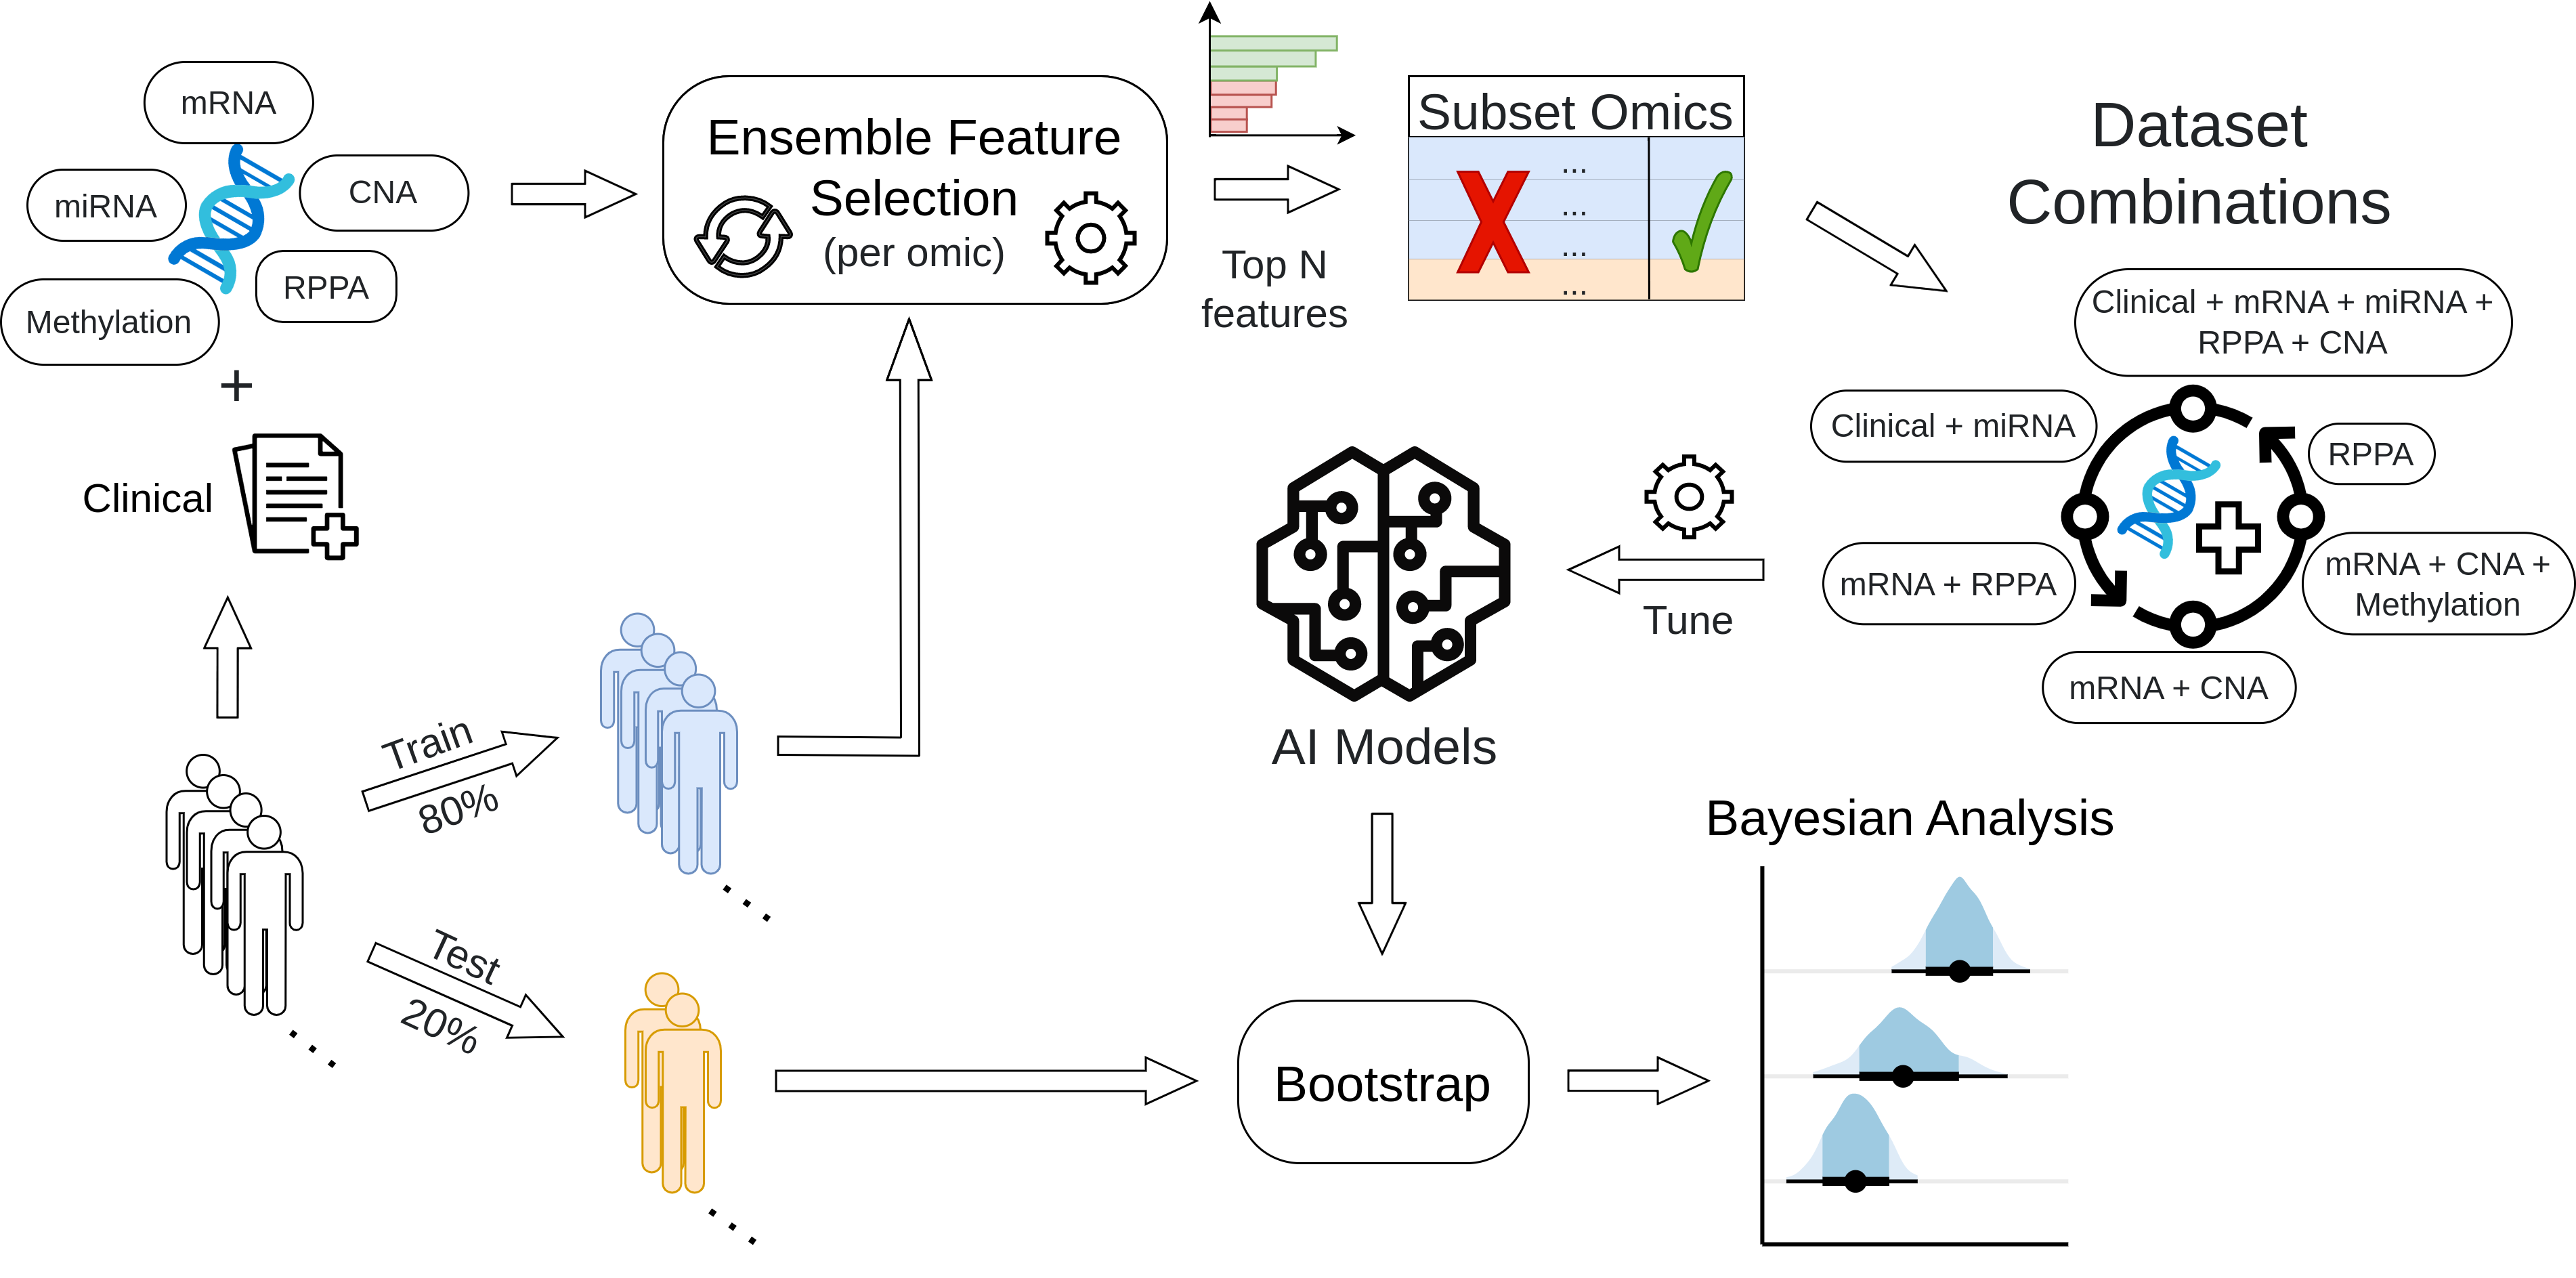 mRNA
miRNA
CNA
RPPA
Methylation
+
Clinical
Train
80%
Test
20%
Ensemble Feature
Selection
(per omic)
Top N
features
Subset Omics
...
...
...
...
Dataset
Combinations
Clinical + mRNA + miRNA +
RPPA + CNA
Clinical + miRNA
RPPA
mRNA + RPPA
mRNA + CNA +
Methylation
mRNA + CNA
Tune
AI Models
Bootstrap
Bayesian Analysis